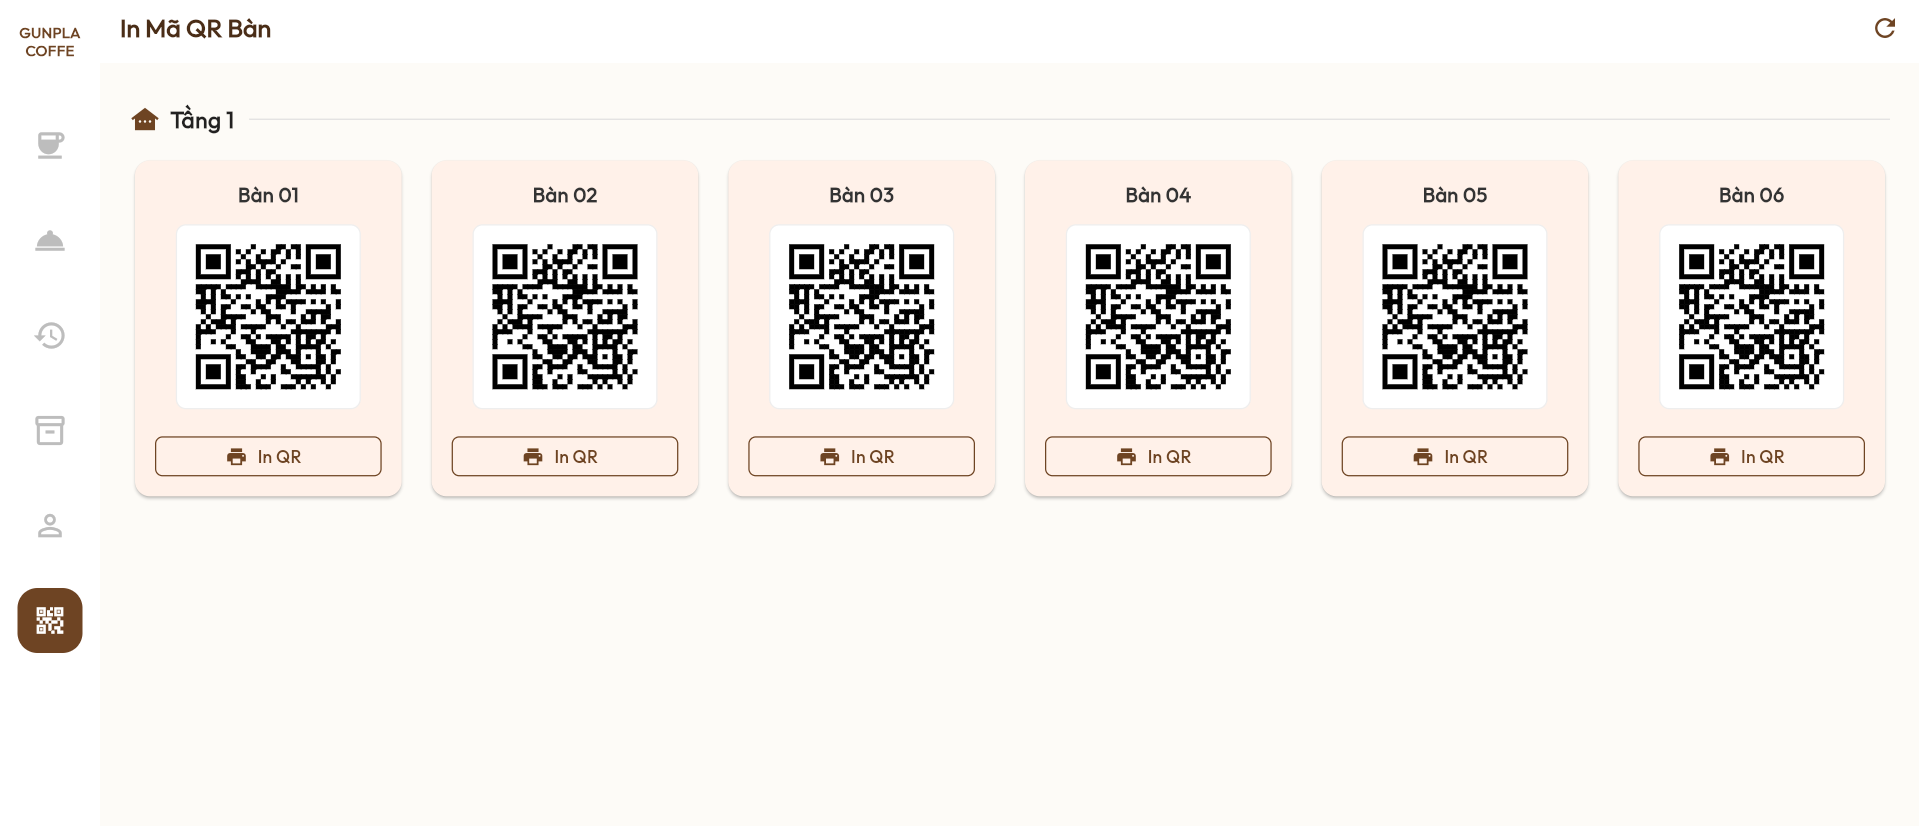 GUNPLA
COFFE
In Mã QR Bàn
Tầng 1
Bàn 01
Bàn 02
Bàn 03
Bàn 04
Bàn 05
Bàn 06
In QR
In QR
In QR
In QR
In QR
In QR